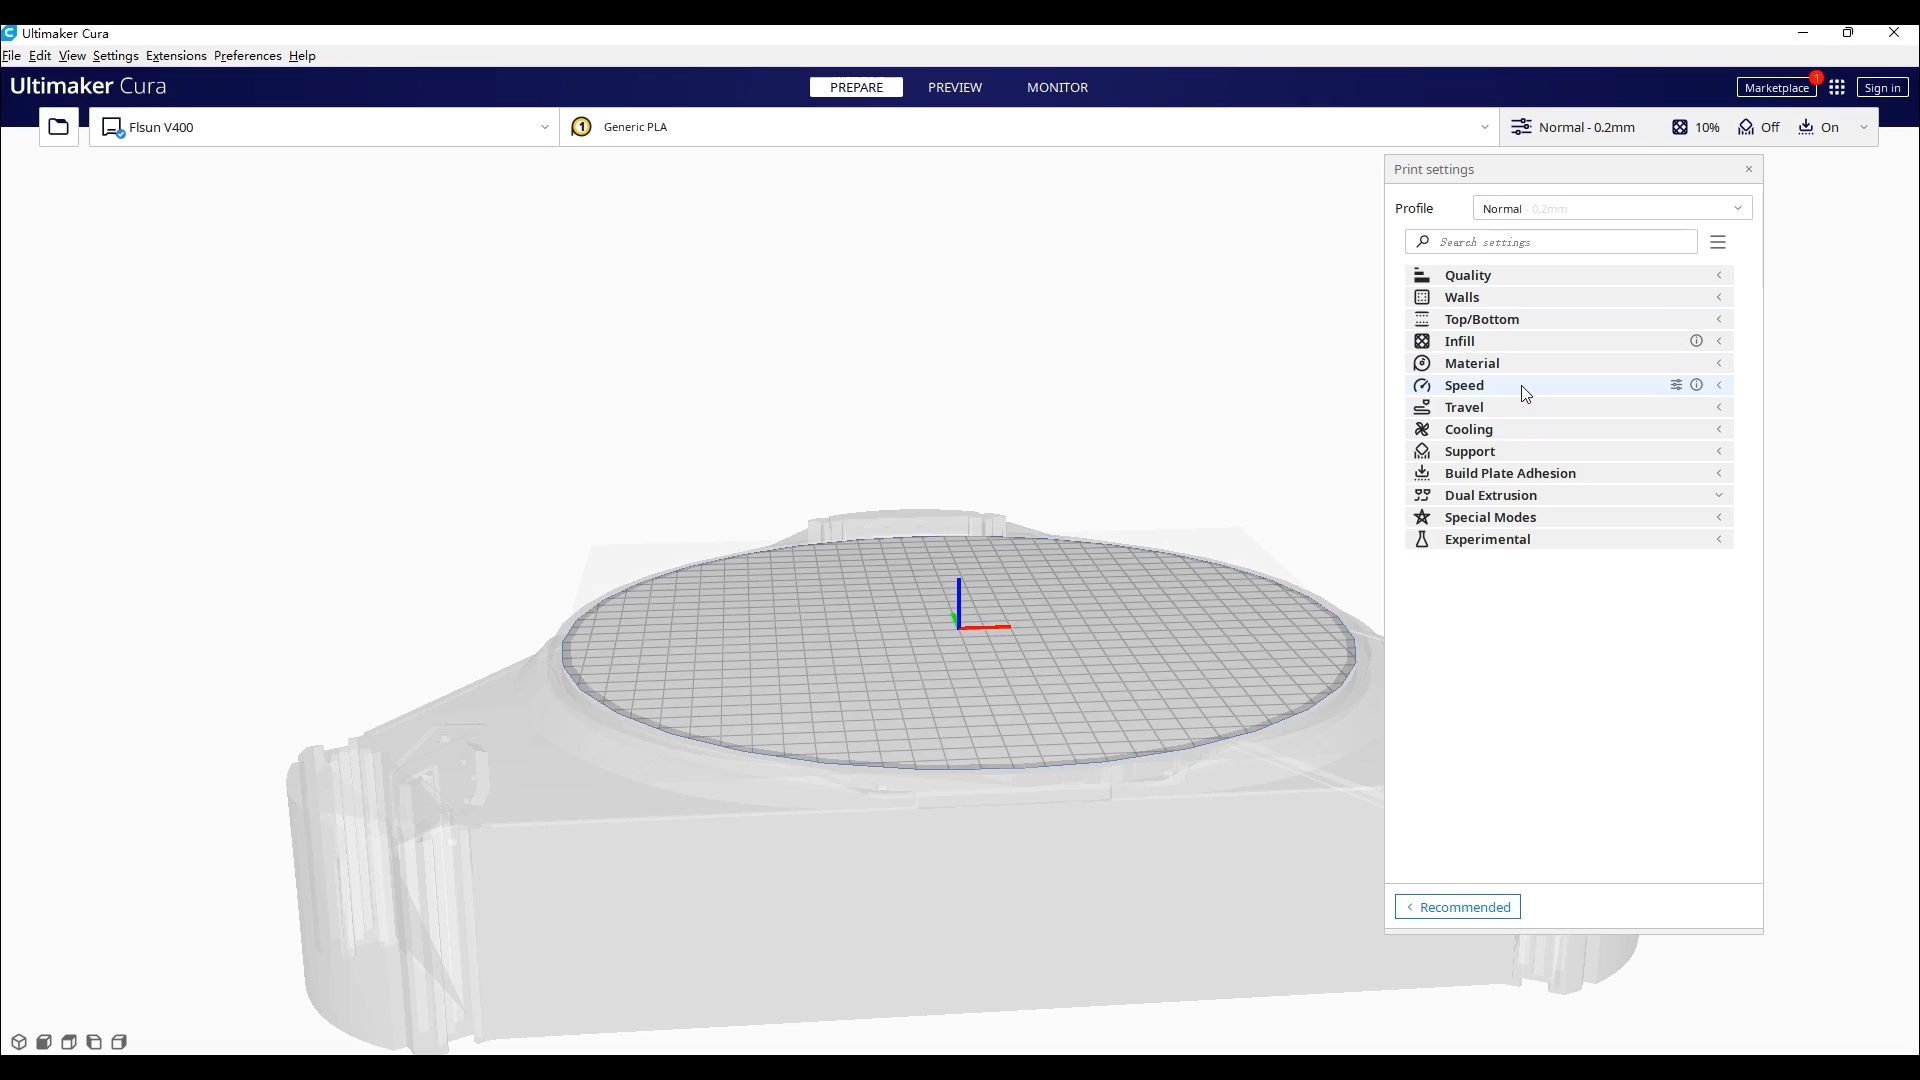 Ultimaker Cura
File Edit View Settings Extensions Preferences Help
Ultimaker Cura
PREPARE PREVIEW MONITOR
Marketplace 1 Sign in
Flsun V400
1 Generic PLA
Normal - 0.2mm 10% Off On
Print settings
Profile Normal - 0.2mm
Search settings
Quality
Walls
Top/Bottom
Infill
Material
Speed
Travel
Cooling
Support
Build Plate Adhesion
Dual Extrusion
Special Modes
Experimental
Recommended